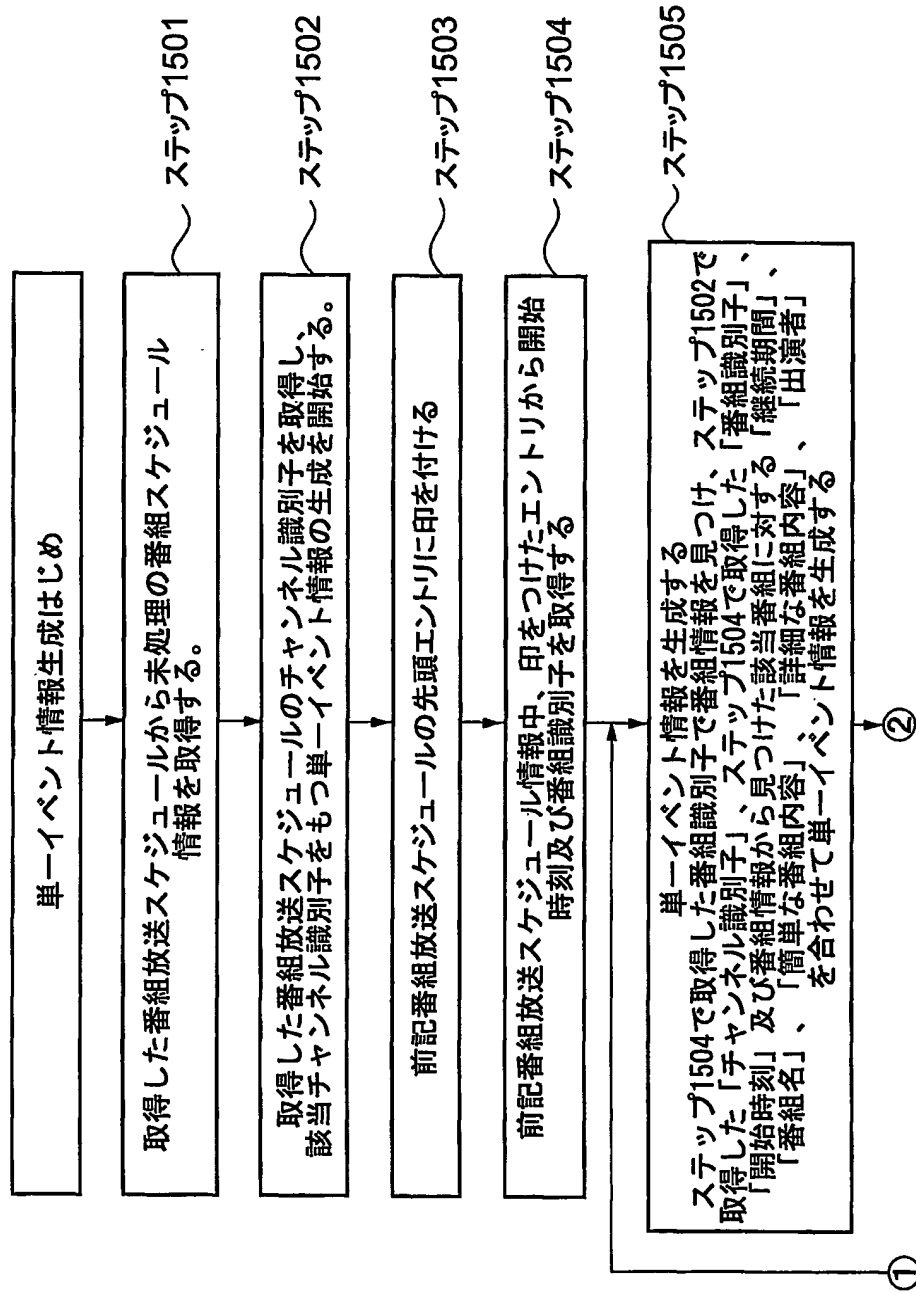 単一イベント情報生成はじめ
取得した番組放送スケジュールから未処理の番組スケジュール
情報を取得する。
ステップ1501
取得した番組放送スケジュールのチャンネル識別子を取得し、
該当チャンネル識別子をもつ単一イベント情報の生成を開始する。
ステップ1502
前記番組放送スケジュールの先頭エントリに印を付ける
ステップ1503
前記番組放送スケジュール情報中、印をつけたエントリから開始
時刻及び番組識別子を取得する
ステップ1504
単一イベント情報を生成する
ステップ1504で取得した番組識別子で番組情報を見つけ、ステップ1502で
取得した「チャンネル識別子」、ステップ1504で取得した「番組識別子」、
「開始時刻」及び番組情報から見つけた該当番組に対する「継続期間」、
「番組名」、「簡単な番組内容」、「詳細な番組内容」、「出演者」
を合わせて単一イベント情報を生成する
ステップ1505
①
②